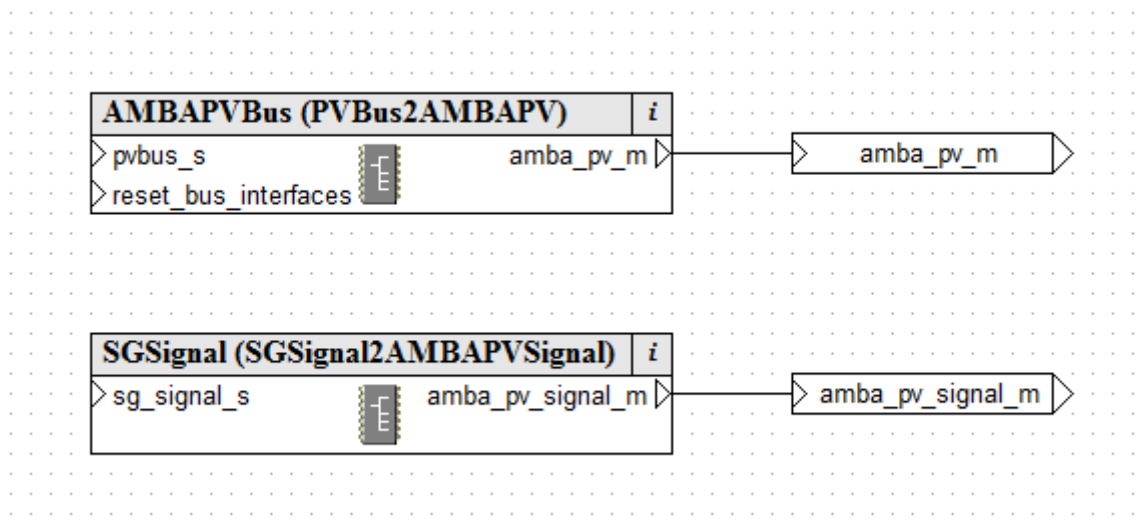 AMBAPVBus (PVBus2AMBAPV) i
pvbus_s amba_pv_m amba_pv_m
reset_bus_interfaces
SGSignal (SGSignal2AMBAPVSignal) i
sg_signal_s amba_pv_signal_m amba_pv_signal_m